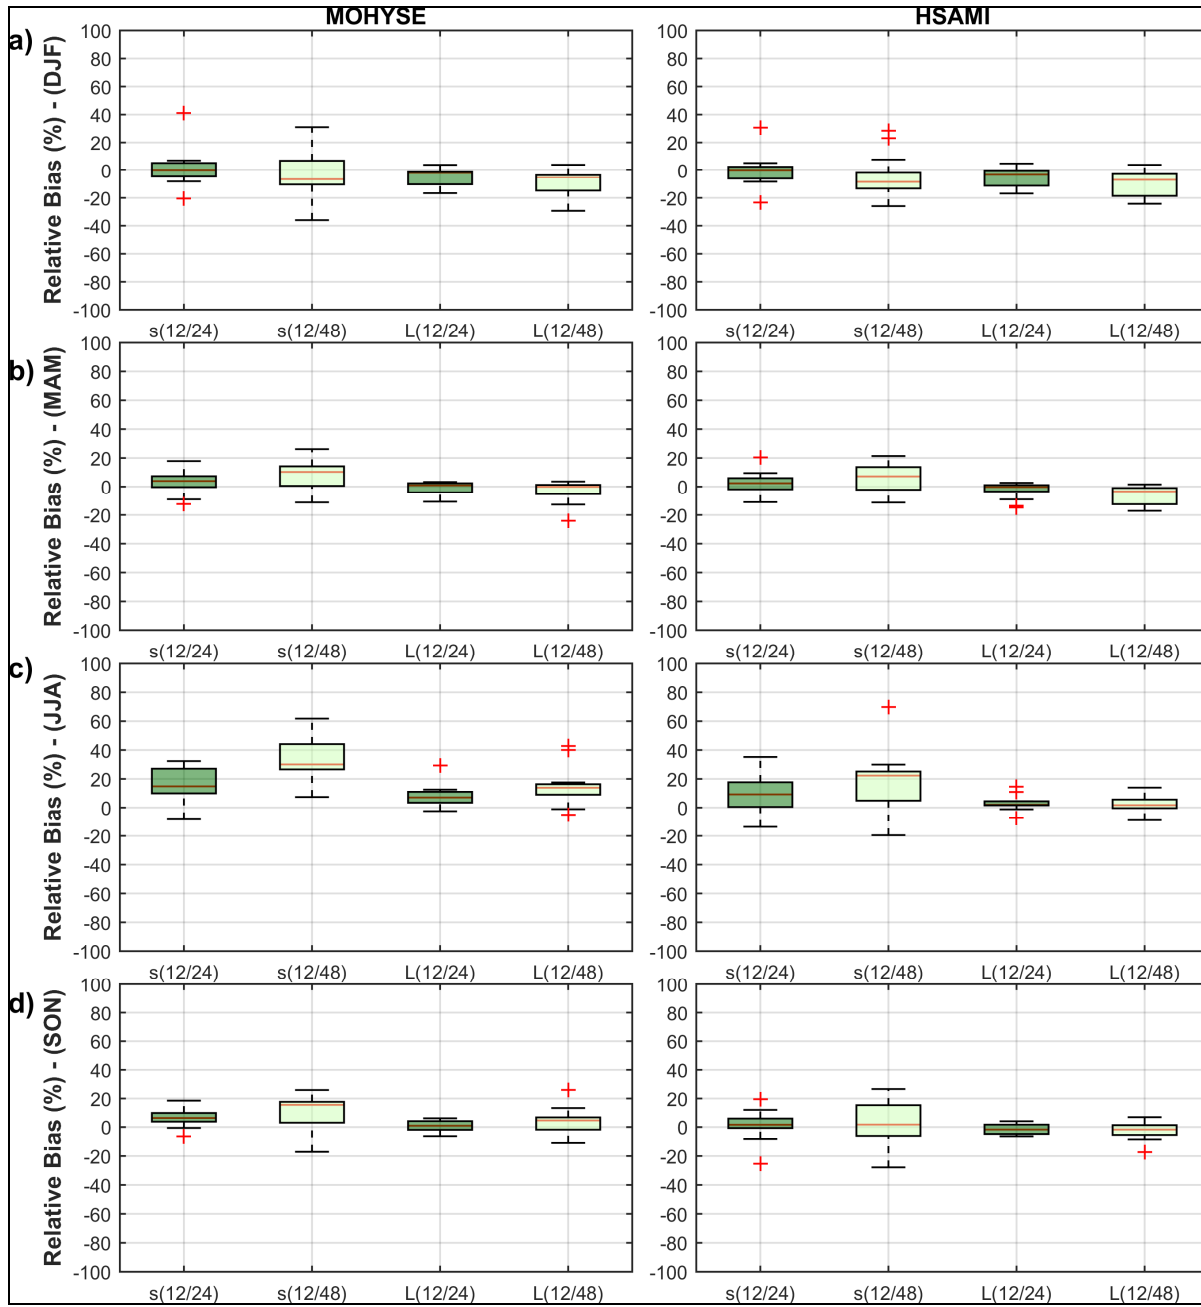 MOHYSE HSAMI
a)
Relative Bias (%) - (DJF)
100 80 60 40 20 0 -20 -40 -60 -80 -100
100 80 60 40 20 0 -20 -40 -60 -80 -100
s(12/24) s(12/48) L(12/24) L(12/48)
s(12/24) s(12/48) L(12/24) L(12/48)
b)
Relative Bias (%) - (MAM)
100 80 60 40 20 0 -20 -40 -60 -80 -100
100 80 60 40 20 0 -20 -40 -60 -80 -100
s(12/24) s(12/48) L(12/24) L(12/48)
s(12/24) s(12/48) L(12/24) L(12/48)
c)
Relative Bias (%) - (JJA)
100 80 60 40 20 0 -20 -40 -60 -80 -100
100 80 60 40 20 0 -20 -40 -60 -80 -100
s(12/24) s(12/48) L(12/24) L(12/48)
s(12/24) s(12/48) L(12/24) L(12/48)
d)
Relative Bias (%) - (SON)
100 80 60 40 20 0 -20 -40 -60 -80 -100
100 80 60 40 20 0 -20 -40 -60 -80 -100
s(12/24) s(12/48) L(12/24) L(12/48)
s(12/24) s(12/48) L(12/24) L(12/48)